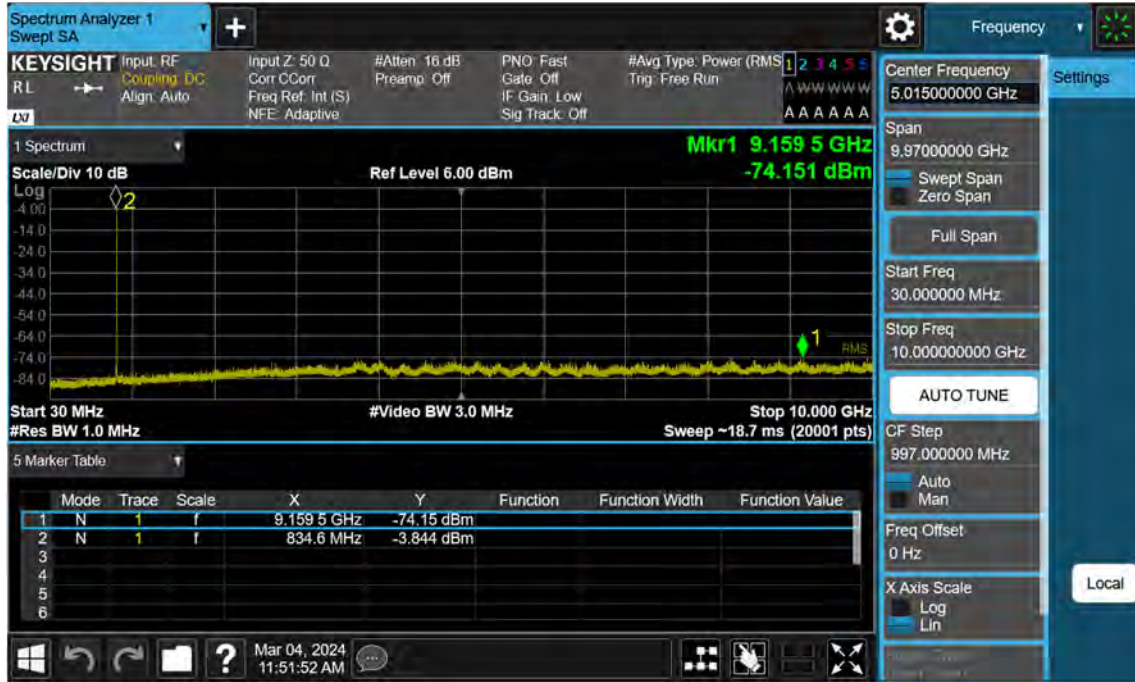 Spectrum Analyzer 1
Swept SA
+
Frequency
KEYSIGHT Input: RF Input Z: 50 Ω #Atten: 16 dB PNO: Fast #Avg Type: Power (RMS 1 2 3 4 5 6
RL Coupling: DC Corr CCorr Preamp: Off Gate: Off Trig: Free Run A W W W W W
Align: Auto Freq Ref: Int (S) IF Gain: Low
LXI NFE: Adaptive Sig Track: Off A A A A A A
Center Frequency
5.015000000 GHz
Settings
1 Spectrum
Mkr1 9.159 5 GHz
Scale/Div 10 dB Ref Level 6.00 dBm -74.151 dBm
Log
2
-4.00
-14.0
-24.0
-34.0
-44.0
-54.0
-64.0
1
RMS
-74.0
-84.0
Start 30 MHz #Video BW 3.0 MHz Stop 10.000 GHz
#Res BW 1.0 MHz Sweep ~18.7 ms (20001 pts)
Span
9.97000000 GHz
Swept Span
Zero Span
Full Span
Start Freq
30.000000 MHz
Stop Freq
10.000000000 GHz
AUTO TUNE
CF Step
997.000000 MHz
Auto
Man
Freq Offset
0 Hz
X Axis Scale
Log
Lin
Local
5 Marker Table
Mode Trace Scale X Y Function Function Width Function Value
1 N 1 f 9.159 5 GHz -74.15 dBm
2 N 1 f 834.6 MHz -3.844 dBm
3
4
5
6
?
Mar 04, 2024
11:51:52 AM